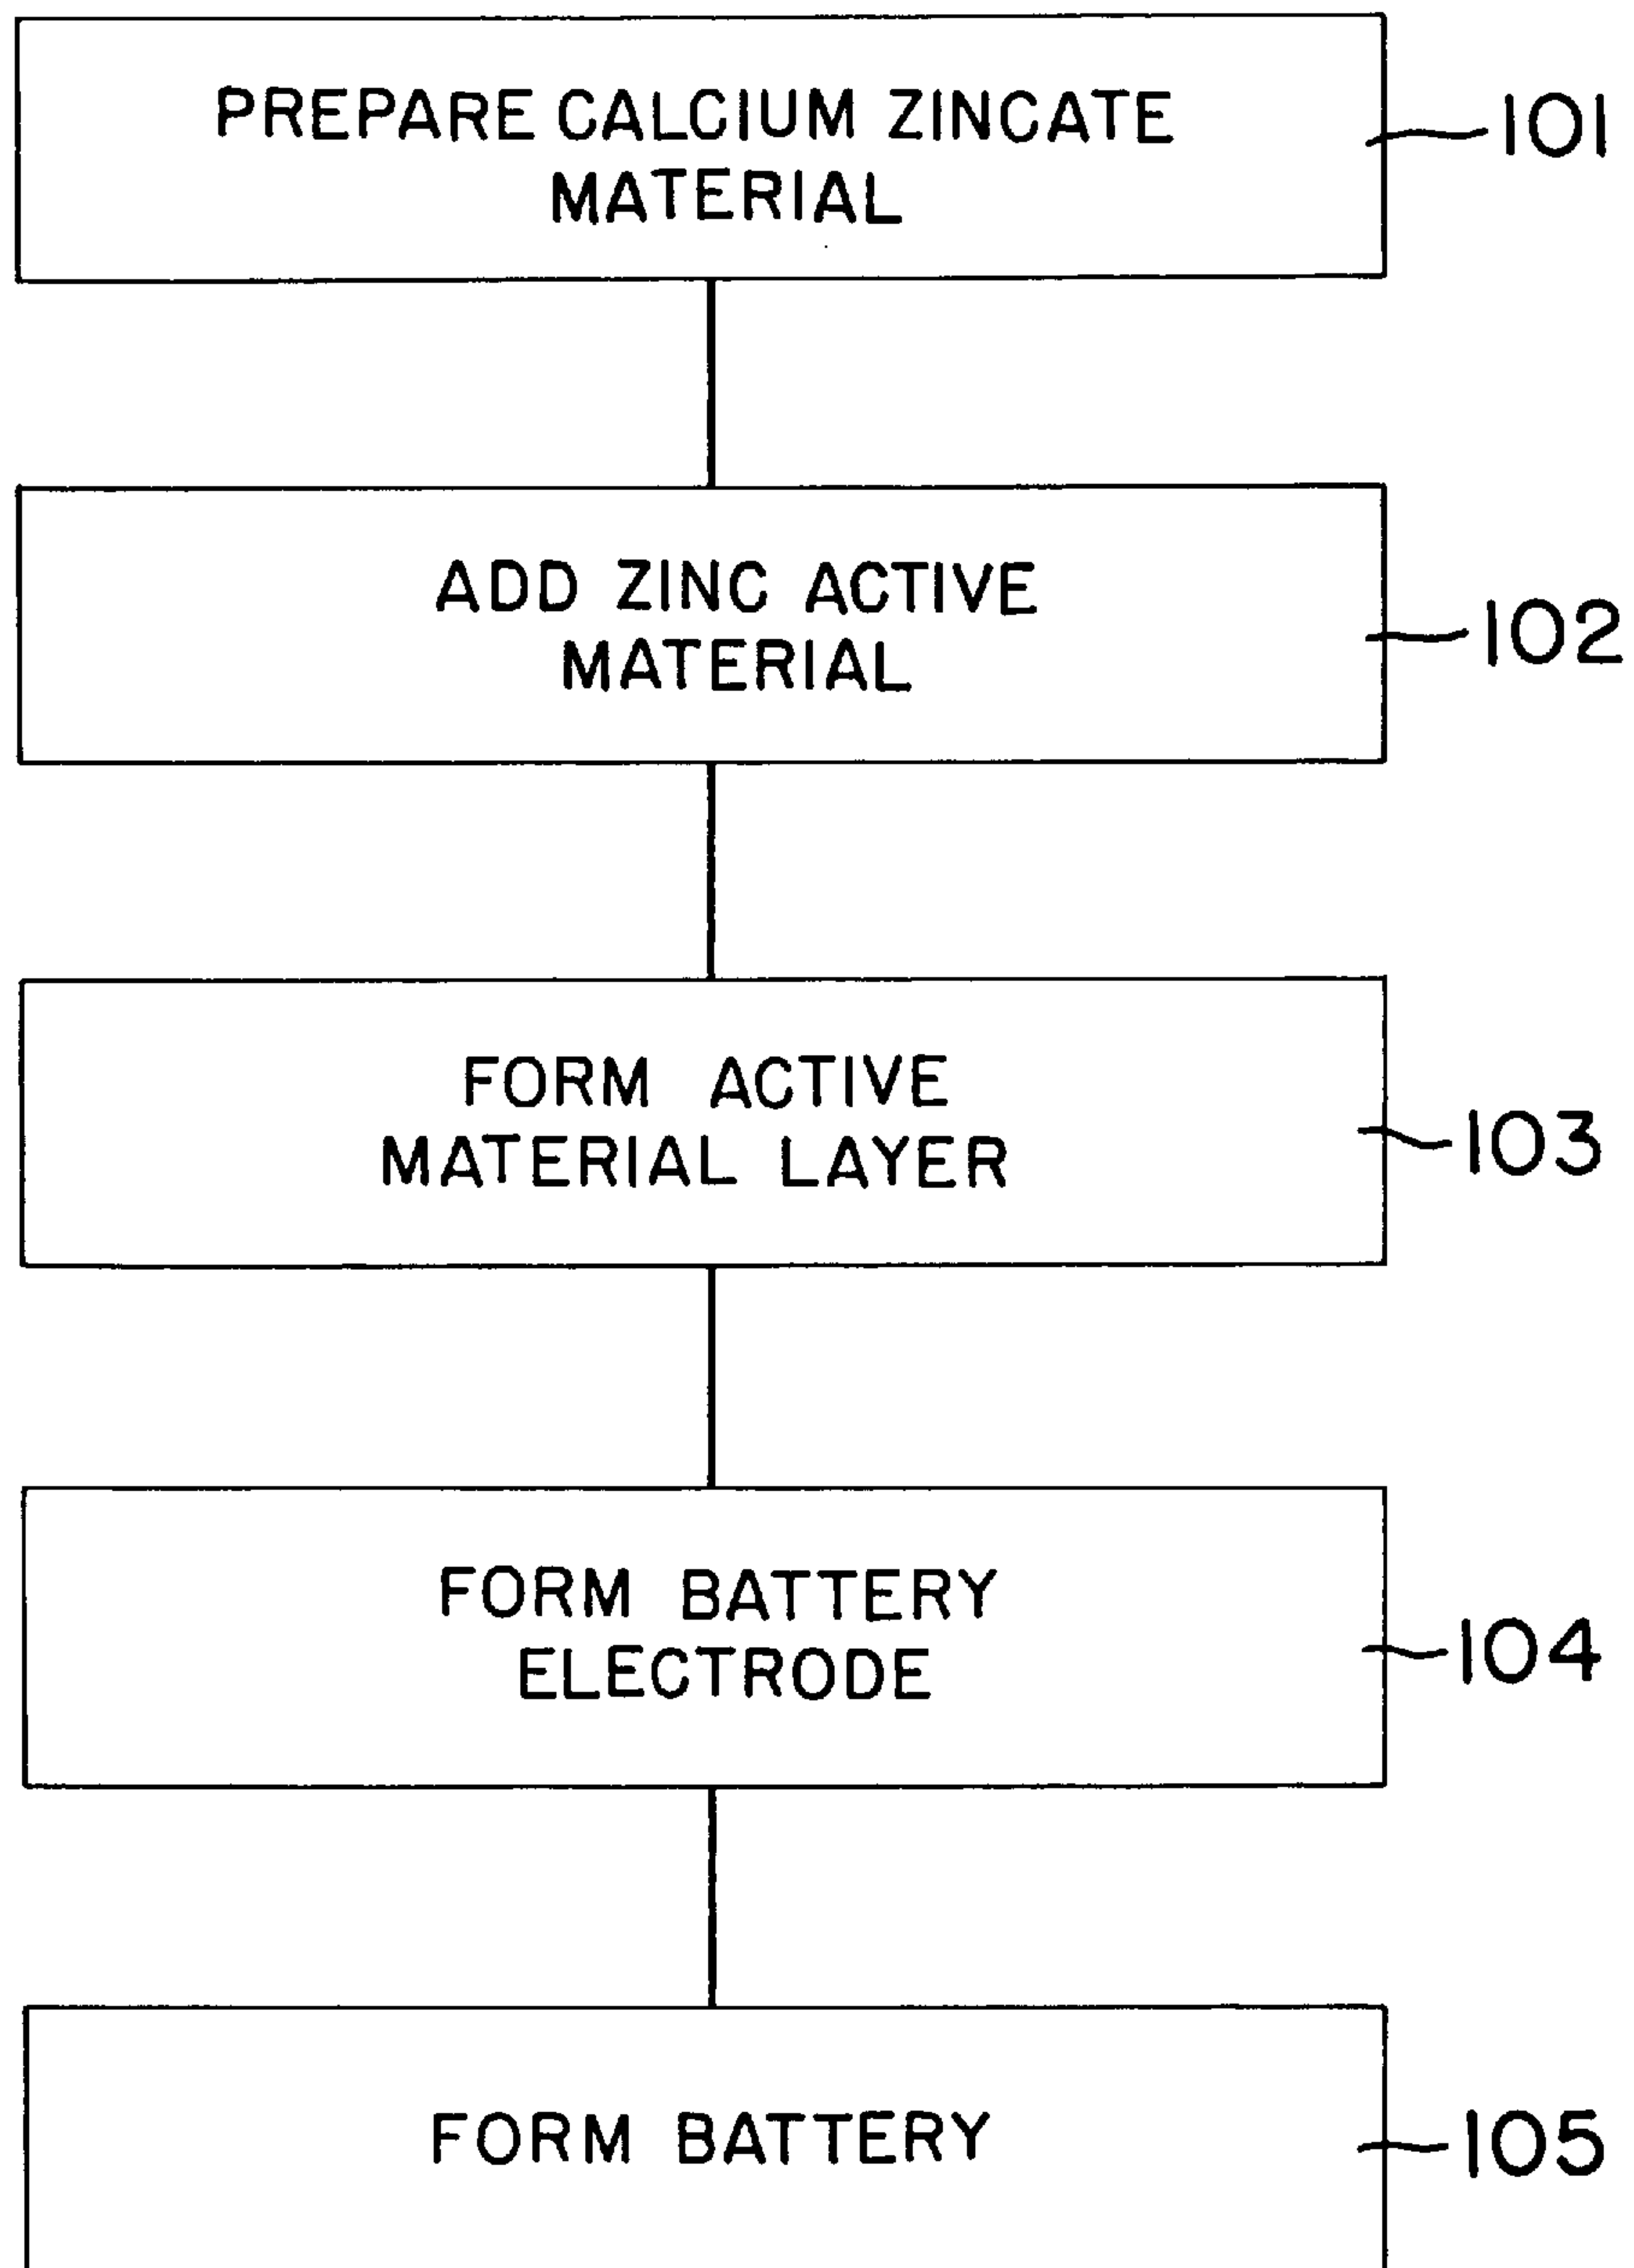 PREPARE CALCIUM ZINCATE
MATERIAL
101
ADD ZINC ACTIVE
MATERIAL
102
FORM ACTIVE
MATERIAL LAYER
103
FORM BATTERY
ELECTRODE
104
FORM BATTERY
105